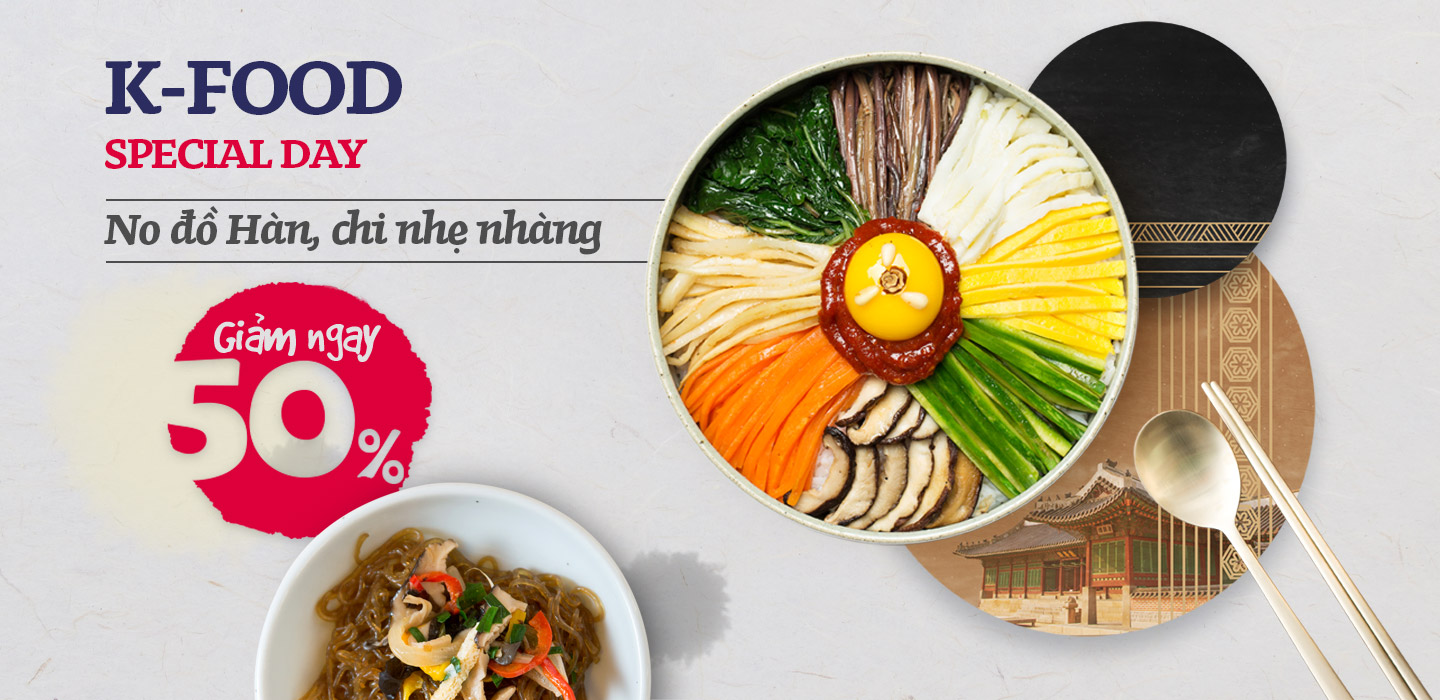 K-FOOD
SPECIAL DAY
No đồ Hàn, chi nhẹ nhàng
Giảm ngay
50%